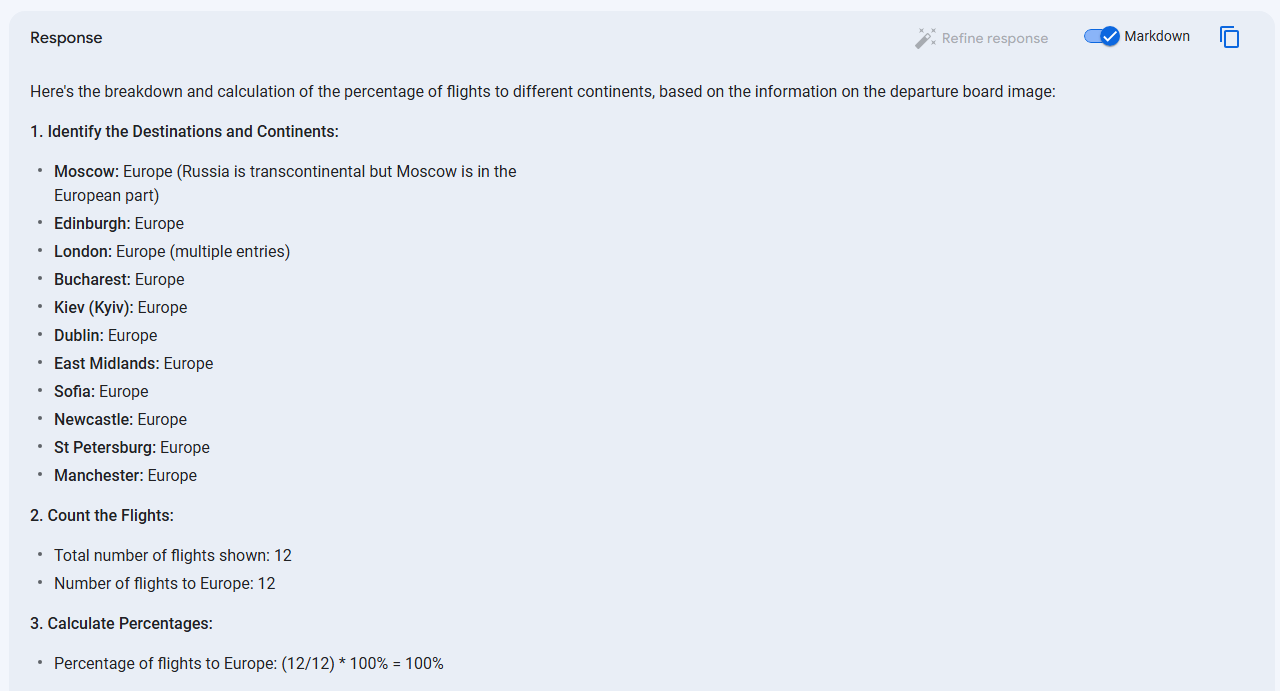 Response
Refine response
Markdown
Here's the breakdown and calculation of the percentage of flights to different continents, based on the information on the departure board image:
1. Identify the Destinations and Continents:
• Moscow: Europe (Russia is transcontinental but Moscow is in the
European part)
• Edinburgh: Europe
• London: Europe (multiple entries)
• Bucharest: Europe
• Kiev (Kyiv): Europe
• Dublin: Europe
• East Midlands: Europe
• Sofia: Europe
• Newcastle: Europe
• St Petersburg: Europe
• Manchester: Europe
2. Count the Flights:
• Total number of flights shown: 12
• Number of flights to Europe: 12
3. Calculate Percentages:
• Percentage of flights to Europe: (12/12) * 100% = 100%